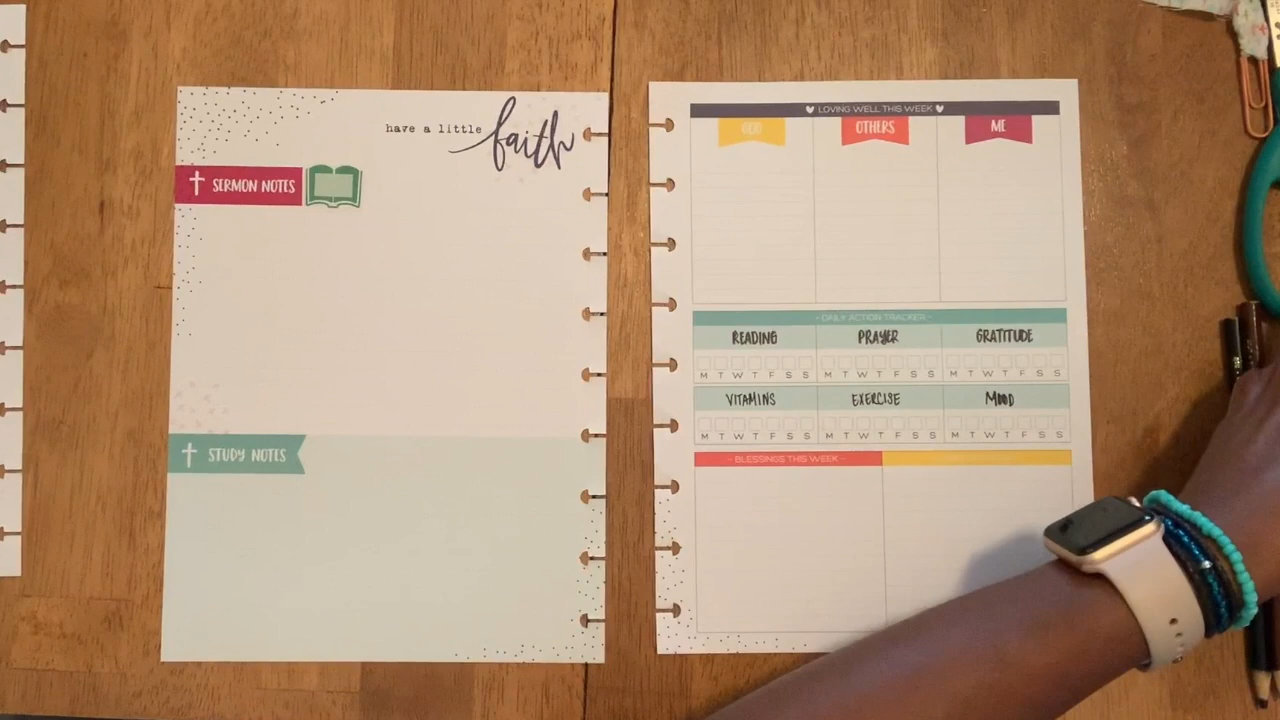 have a little faith
SERMON NOTES
STUDY NOTES
LOVING WELL THIS WEEK
GOD OTHERS ME
- DAILY ACTION TRACKER -
READING PRAYER GRATITUDE
M T W T F S S M T W T F S S M T W T F S S
VITAMINS EXERCISE MOOD
M T W T F S S M T W T F S S M T W T F S S
- BLESSINGS THIS WEEK -